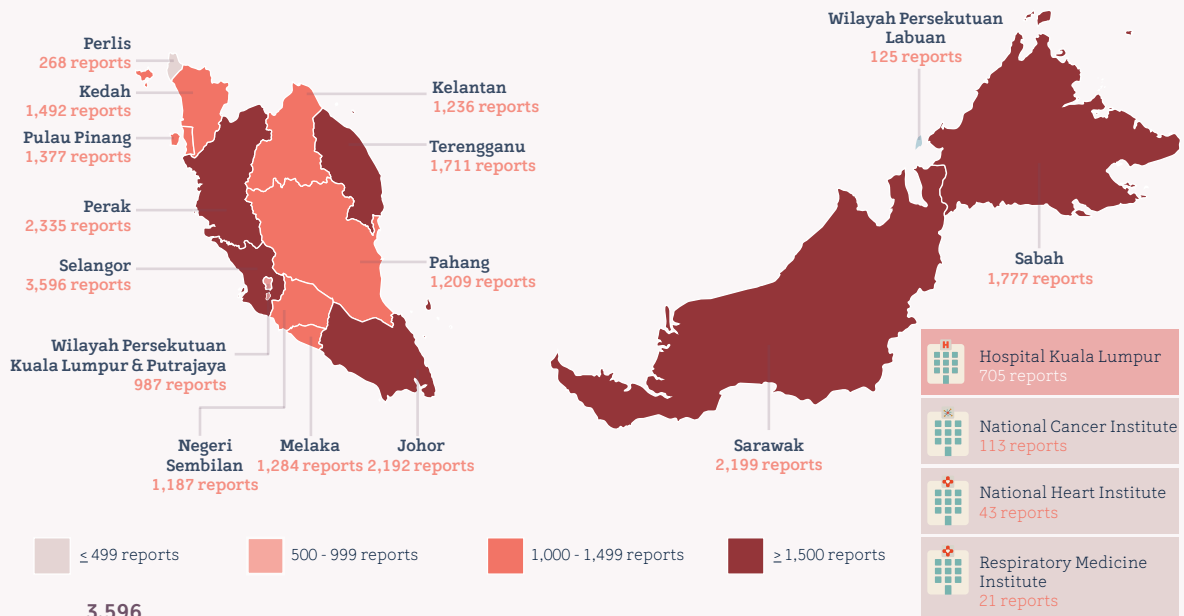 Perlis
268 reports
Kedah
1,492 reports
Pulau Pinang
1,377 reports
Perak
2,335 reports
Selangor
3,596 reports
Wilayah Persekutuan
Kuala Lumpur & Putrajaya
987 reports
Negeri
Sembilan
1,187 reports
Melaka
1,284 reports
Johor
2,192 reports
Kelantan
1,236 reports
Terengganu
1,711 reports
Pahang
1,209 reports
Wilayah Persekutuan
Labuan
125 reports
Sabah
1,777 reports
Sarawak
2,199 reports
H
Hospital Kuala Lumpur
705 reports
National Cancer Institute
113 reports
National Heart Institute
43 reports
Respiratory Medicine
Institute
21 reports
≤ 499 reports
500 - 999 reports
1,000 - 1,499 reports
≥ 1,500 reports
3,596